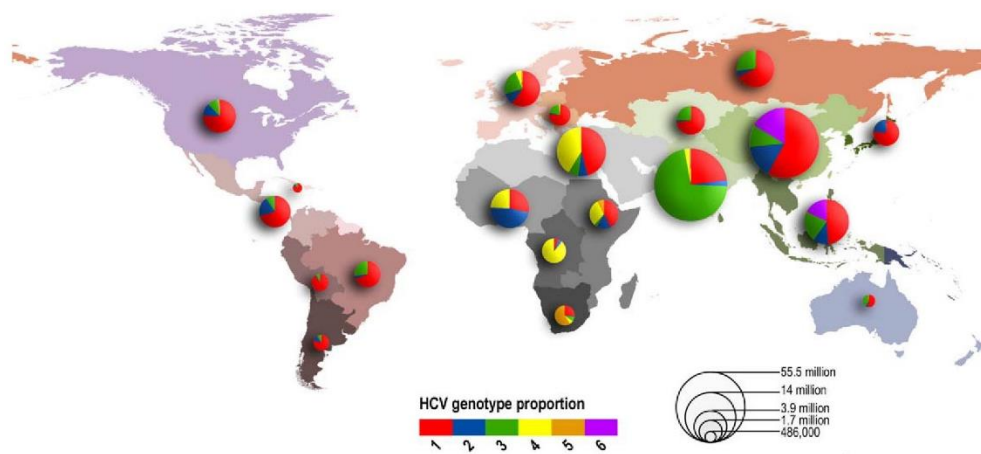 HCV genotype proportion
1 2 3 4 5 6
55.5 million
14 million
3.9 million
1.7 million
486,000